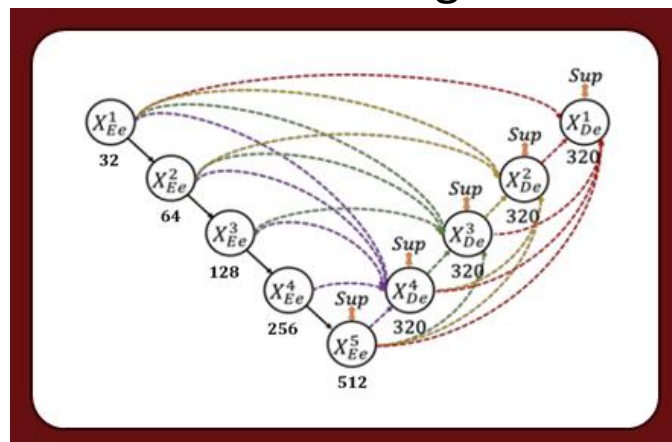 Sup
X¹Ee X¹De
32 Sup 320
X²Ee X²De
64 Sup 320
X³Ee X³De
128 Sup 320
X⁴Ee X⁴De
256 Sup 320
X⁵Ee
512